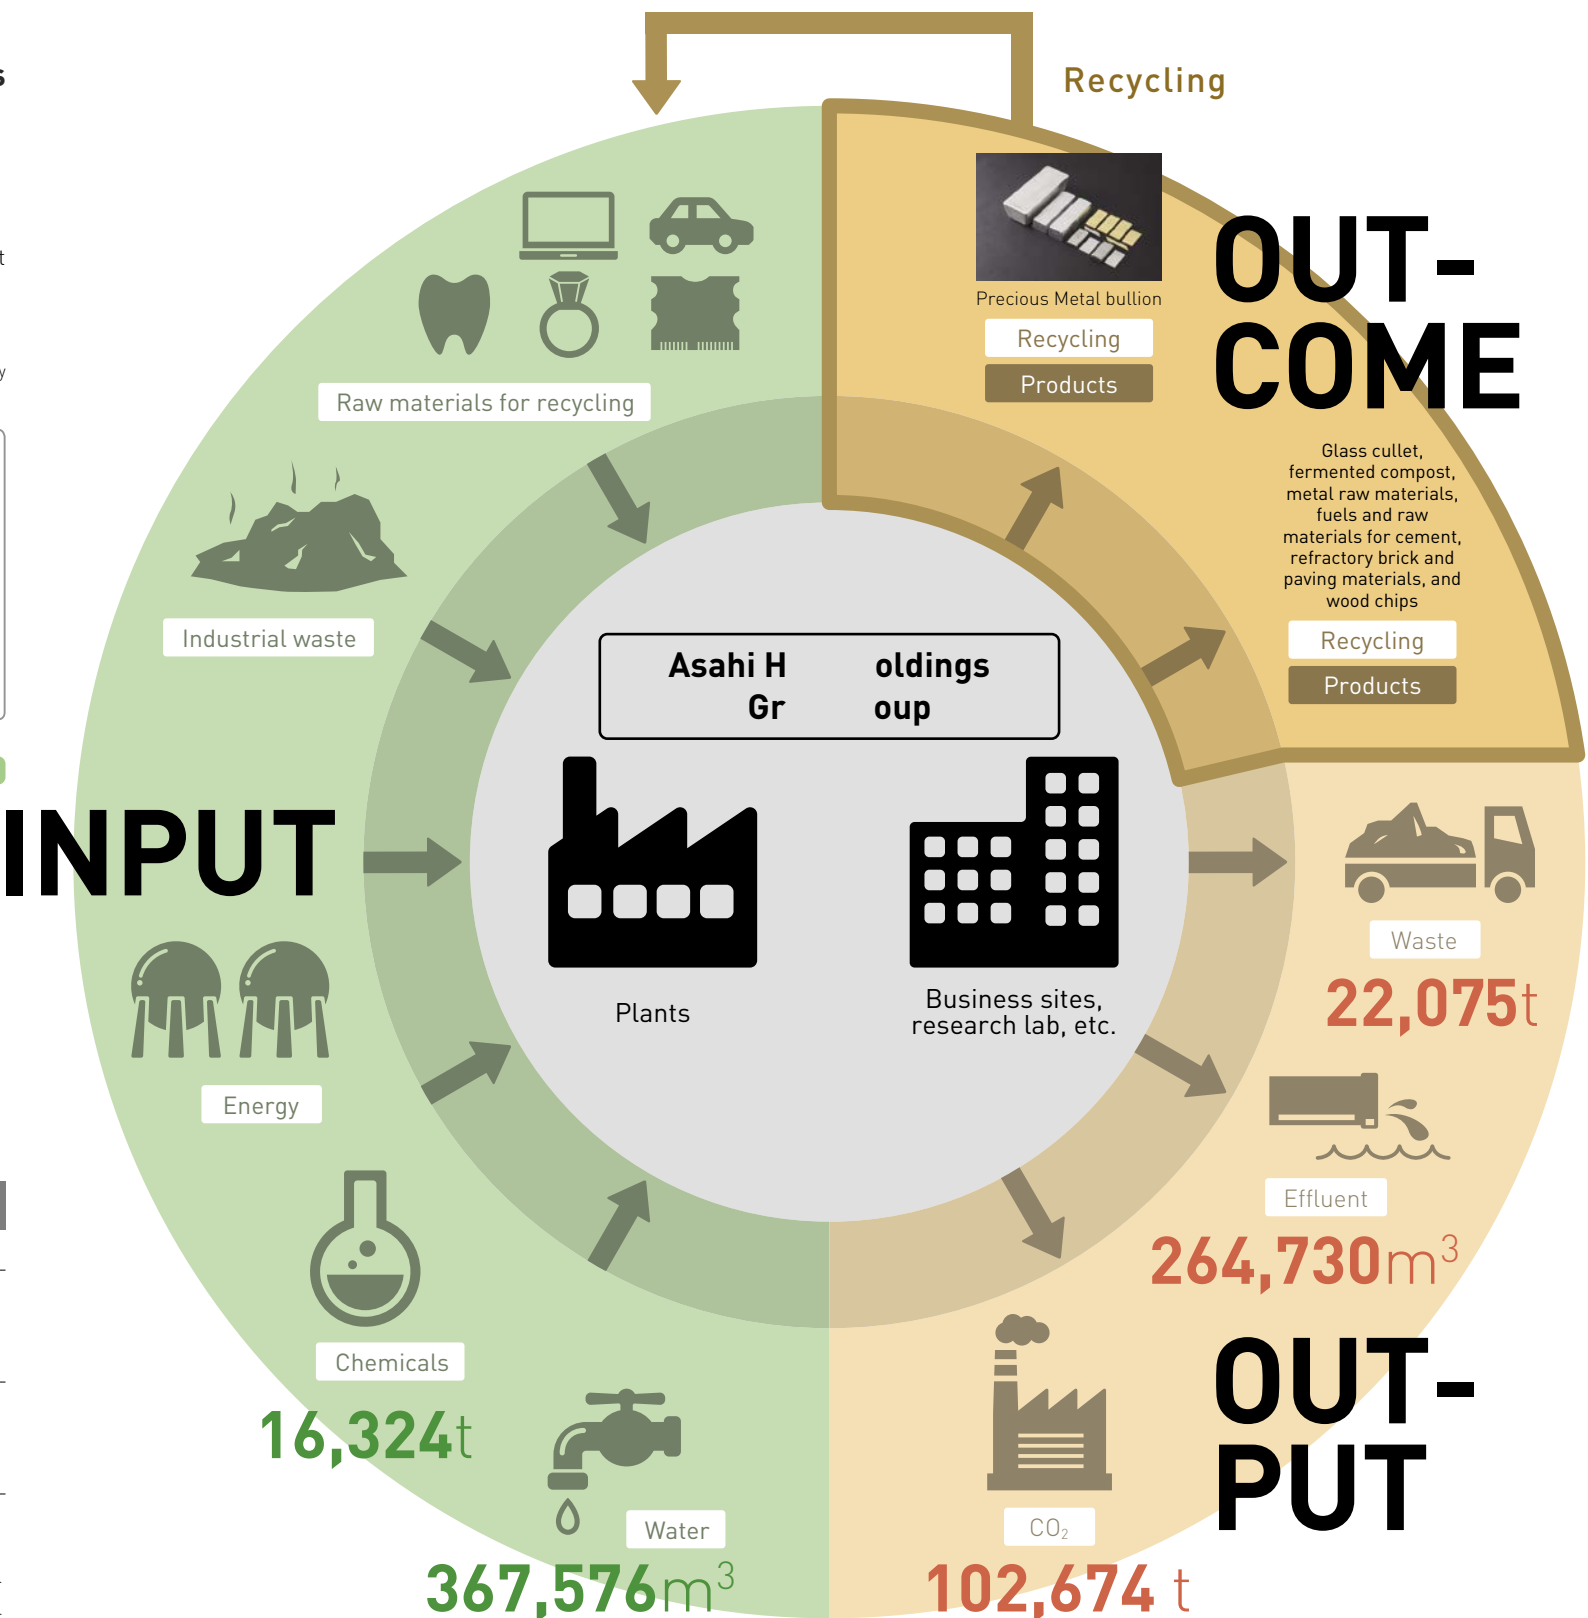 Recycling
Precious Metal bullion
Recycling
Products
OUT-
COME
Raw materials for recycling
Glass cullet,
fermented compost,
metal raw materials,
fuels and raw
materials for cement,
refractory brick and
paving materials, and
wood chips
Recycling
Products
Industrial waste
Asahi H oldings
Gr oup
INPUT
Plants
Business sites,
research lab, etc.
Waste
22,075t
Energy
Effluent
264,730m³
Chemicals
16,324t
OUT-
PUT
Water
367,576m³
CO₂
102,674 t
s
t
y